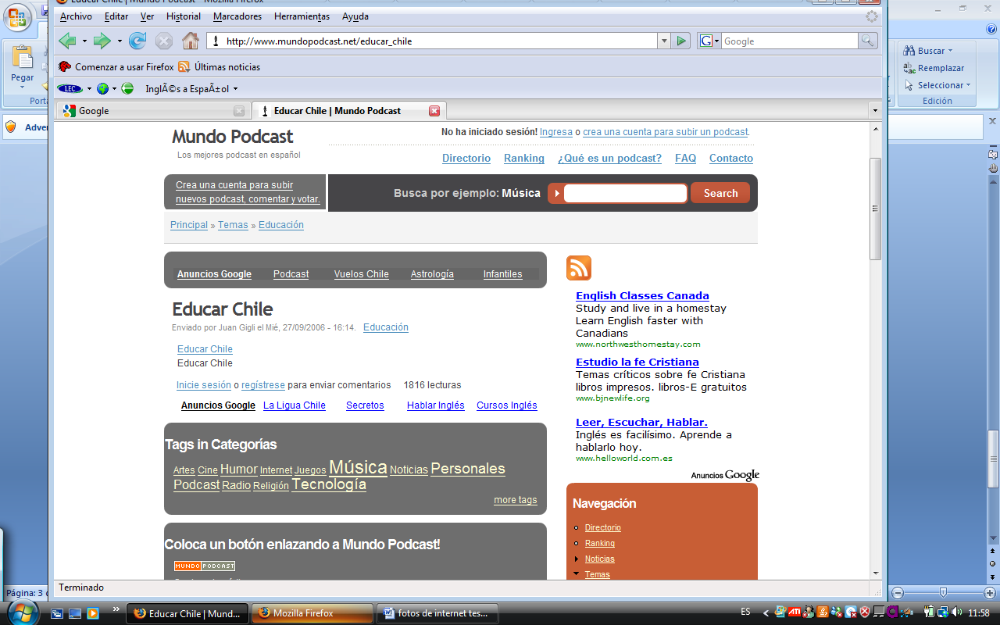 Educar Chile | Mundo Podcast - Mozilla Firefox
Archivo Editar Ver Historial Marcadores Herramientas Ayuda
http://www.mundopodcast.net/educar_chile
G Google
Comenzar a usar Firefox Últimas noticias
LEC InglÃ©s a EspaÃ±ol
Google
Educar Chile | Mundo Podcast
Pegar
Buscar
Reemplazar
Seleccionar
Edición
Mundo Podcast
Los mejores podcast en español
No ha iniciado sesión! Ingresa o crea una cuenta para subir un podcast.
Directorio Ranking ¿Qué es un podcast? FAQ Contacto
Crea una cuenta para subir
nuevos podcast, comentar y votar.
Busca por ejemplo: Música
Search
Principal » Temas » Educación
Anuncios Google Podcast Vuelos Chile Astrología Infantiles
Educar Chile
Enviado por Juan Gigli el Mié, 27/09/2006 - 16:14. Educación
Educar Chile
Educar Chile
Inicie sesión o regístrese para enviar comentarios 1816 lecturas
Anuncios Google La Ligua Chile Secretos Hablar Inglés Cursos Inglés
Tags in Categorías
Artes Cine Humor Internet Juegos Música Noticias Personales
Podcast Radio Religión Tecnología
more tags
Coloca un botón enlazando a Mundo Podcast!
MUNDO PODCAST
English Classes Canada
Study and live in a homestay
Learn English faster with
Canadians
www.northwesthomestay.com
Estudio la fe Cristiana
Temas críticos sobre fe Cristiana
libros impresos. libros-E gratuitos
www.bjnewlife.org
Leer, Escuchar, Hablar.
Inglés es facilísimo. Aprende a
hablarlo hoy.
www.helloworld.com.es
Anuncios Google
Navegación
Directorio
Ranking
Noticias
Temas
Terminado
Página: 3
Educar Chile | Mund...
Mozilla Firefox
fotos de internet tes...
ES
ATI
11:58